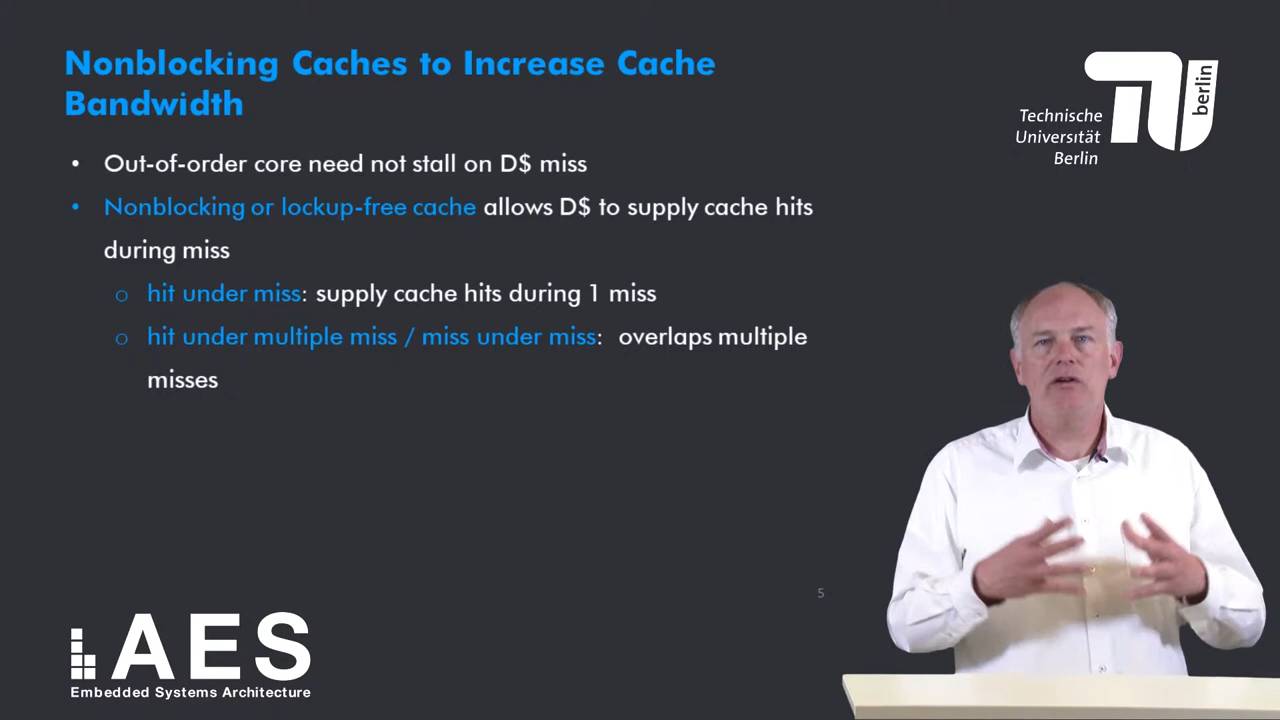 Nonblocking Caches to Increase Cache
Bandwidth
Technische
Universität
Berlin
berlin
• Out-of-order core need not stall on D$ miss
• Nonblocking or lockup-free cache allows D$ to supply cache hits
during miss
o hit under miss: supply cache hits during 1 miss
o hit under multiple miss / miss under miss: overlaps multiple
misses
5
AES
Embedded Systems Architecture